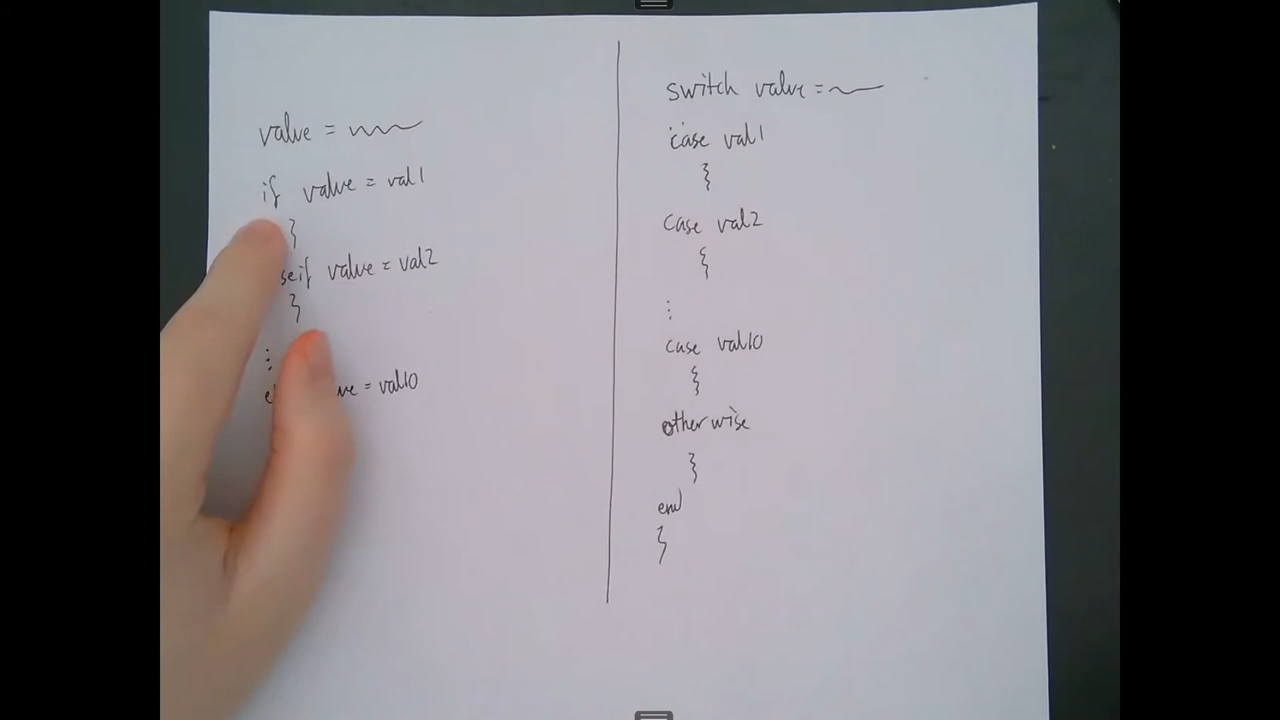 value =
if value = val1
}
seif value = val2
}
⋮
e ve = val10
switch value =
case val1
}
case val2
{
⋮
case val10
{
otherwise
}
end
}